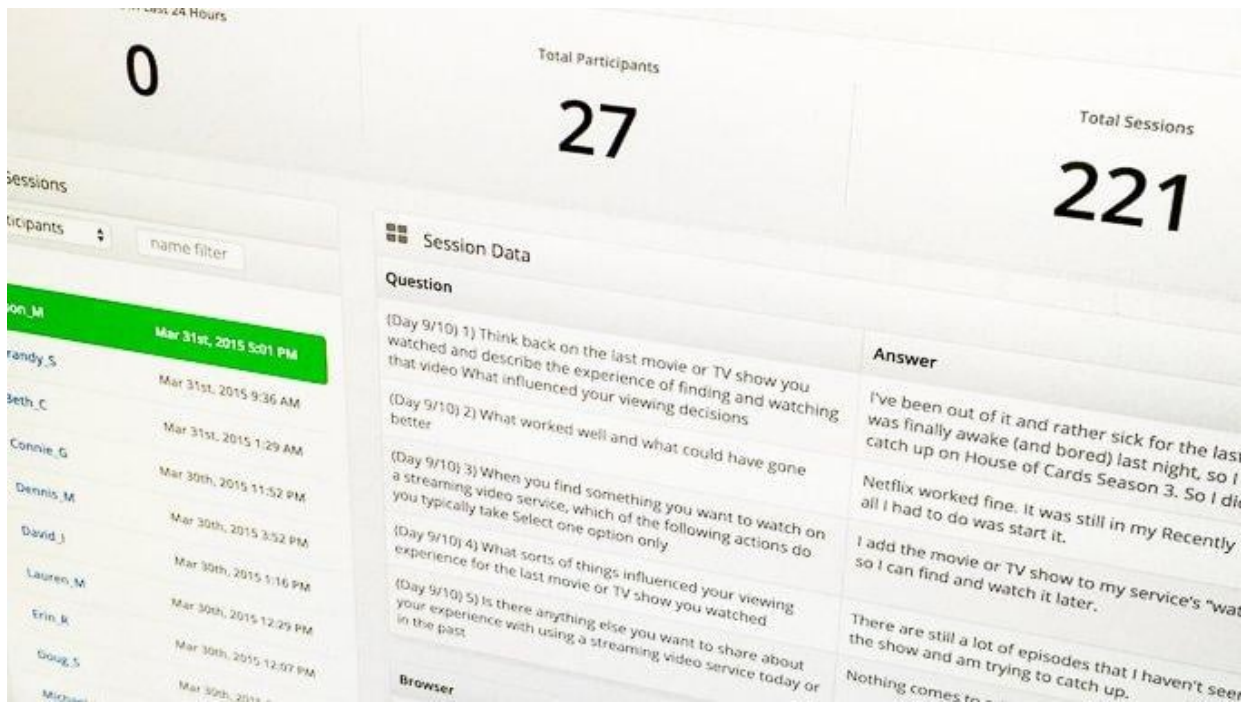 Last 24 Hours
0
Total Participants
27
Total Sessions
221
Sessions
name filter
Mar 31st, 2015 5:01 PM
Mar 31st, 2015 9:36 AM
Beth_C
Mar 31st, 2015 1:29 AM
Connie_G
Mar 30th, 2015 11:52 PM
Dennis_M
Mar 30th, 2015 3:52 PM
David_J
Mar 30th, 2015 1:16 PM
Lauren_M
Mar 30th, 2015 12:29 PM
Erin_R
Mar 30th, 2015 12:07 PM
Doug_S
Mar 30th,
Session Data
Question
Answer
(Day 9/10) 1) Think back on the last movie or TV show you
watched and describe the experience of finding and watching
that video What influenced your viewing decisions
I've been out of it and rather sick for the last
was finally awake (and bored) last night, so I
catch up on House of Cards Season 3. So I
(Day 9/10) 2) What worked well and what could have gone
better
Netflix worked fine. It was still in my Recently
all I had to do was start it.
(Day 9/10) 3) When you find something you want to watch on
a streaming video service, which of the following actions do
you typically take Select one option only
I add the movie or TV show to my service's
so I can find and watch it later.
(Day 9/10) 4) What sorts of things influenced your viewing
experience for the last movie or TV show you watched
There are still a lot of episodes that I haven't seen
the show and am trying to catch up.
(Day 9/10) 5) Is there anything else you want to share about
your experience with using a streaming video service today or
in the past
Nothing comes to
Browser